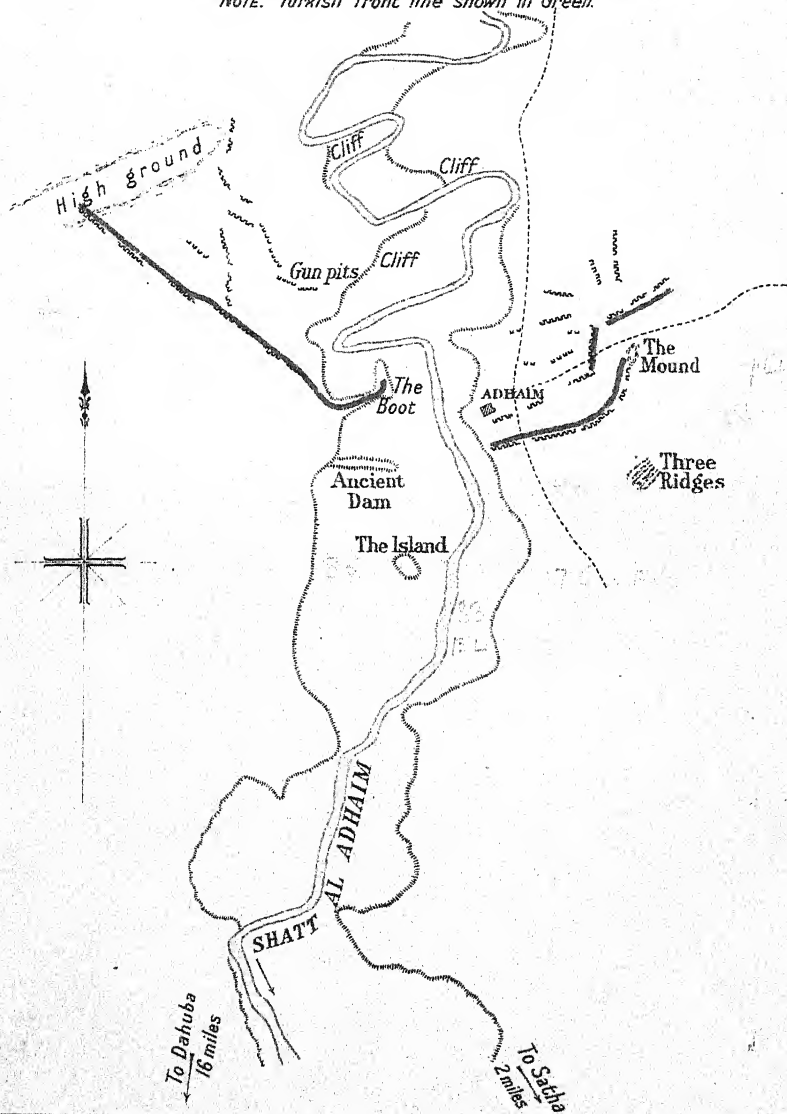 NOTE. Turkish front line shown in Green.
Cliff
Cliff
High ground
Cliff
Gun pits
The
Mound
The
Boot
ADHAIM
Three
Ridges
Ancient
Dam
The Island
SHATT AL ADHAIM
To Dahuba
16 miles
To Satha
2 miles